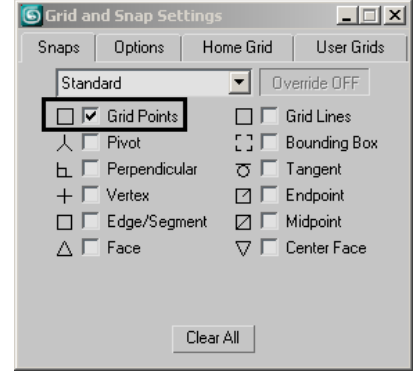 Grid and Snap Settings
Snaps Options Home Grid User Grids
Standard Override OFF
Grid Points Grid Lines
Pivot Bounding Box
Perpendicular Tangent
Vertex Endpoint
Edge/Segment Midpoint
Face Center Face
Clear All